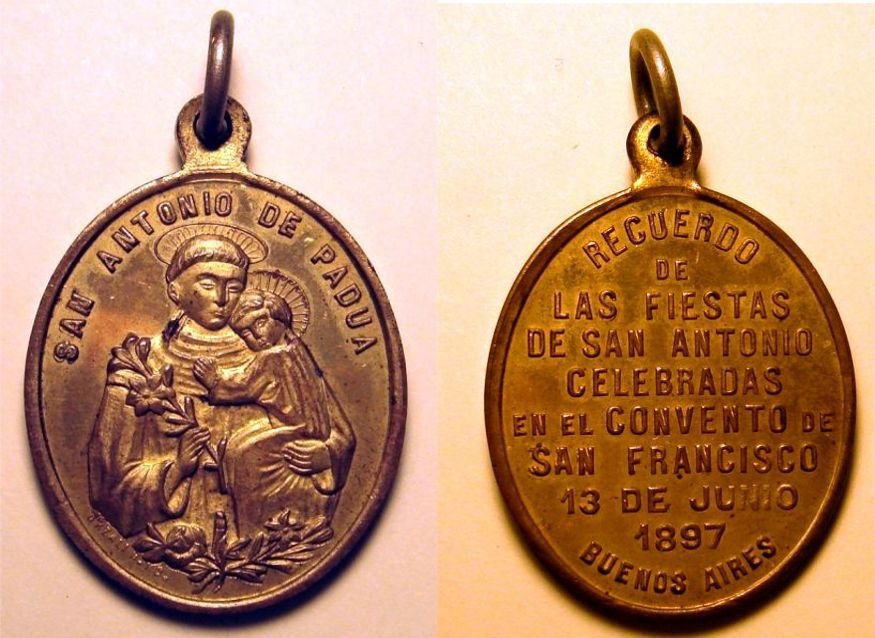 SAN ANTONIO DE PADUA
RECUERDO
DE
LAS FIESTAS
DE SAN ANTONIO
CELEBRADAS
EN EL CONVENTO DE
SAN FRANCISCO
13 DE JUNIO
1897
BUENOS AIRES